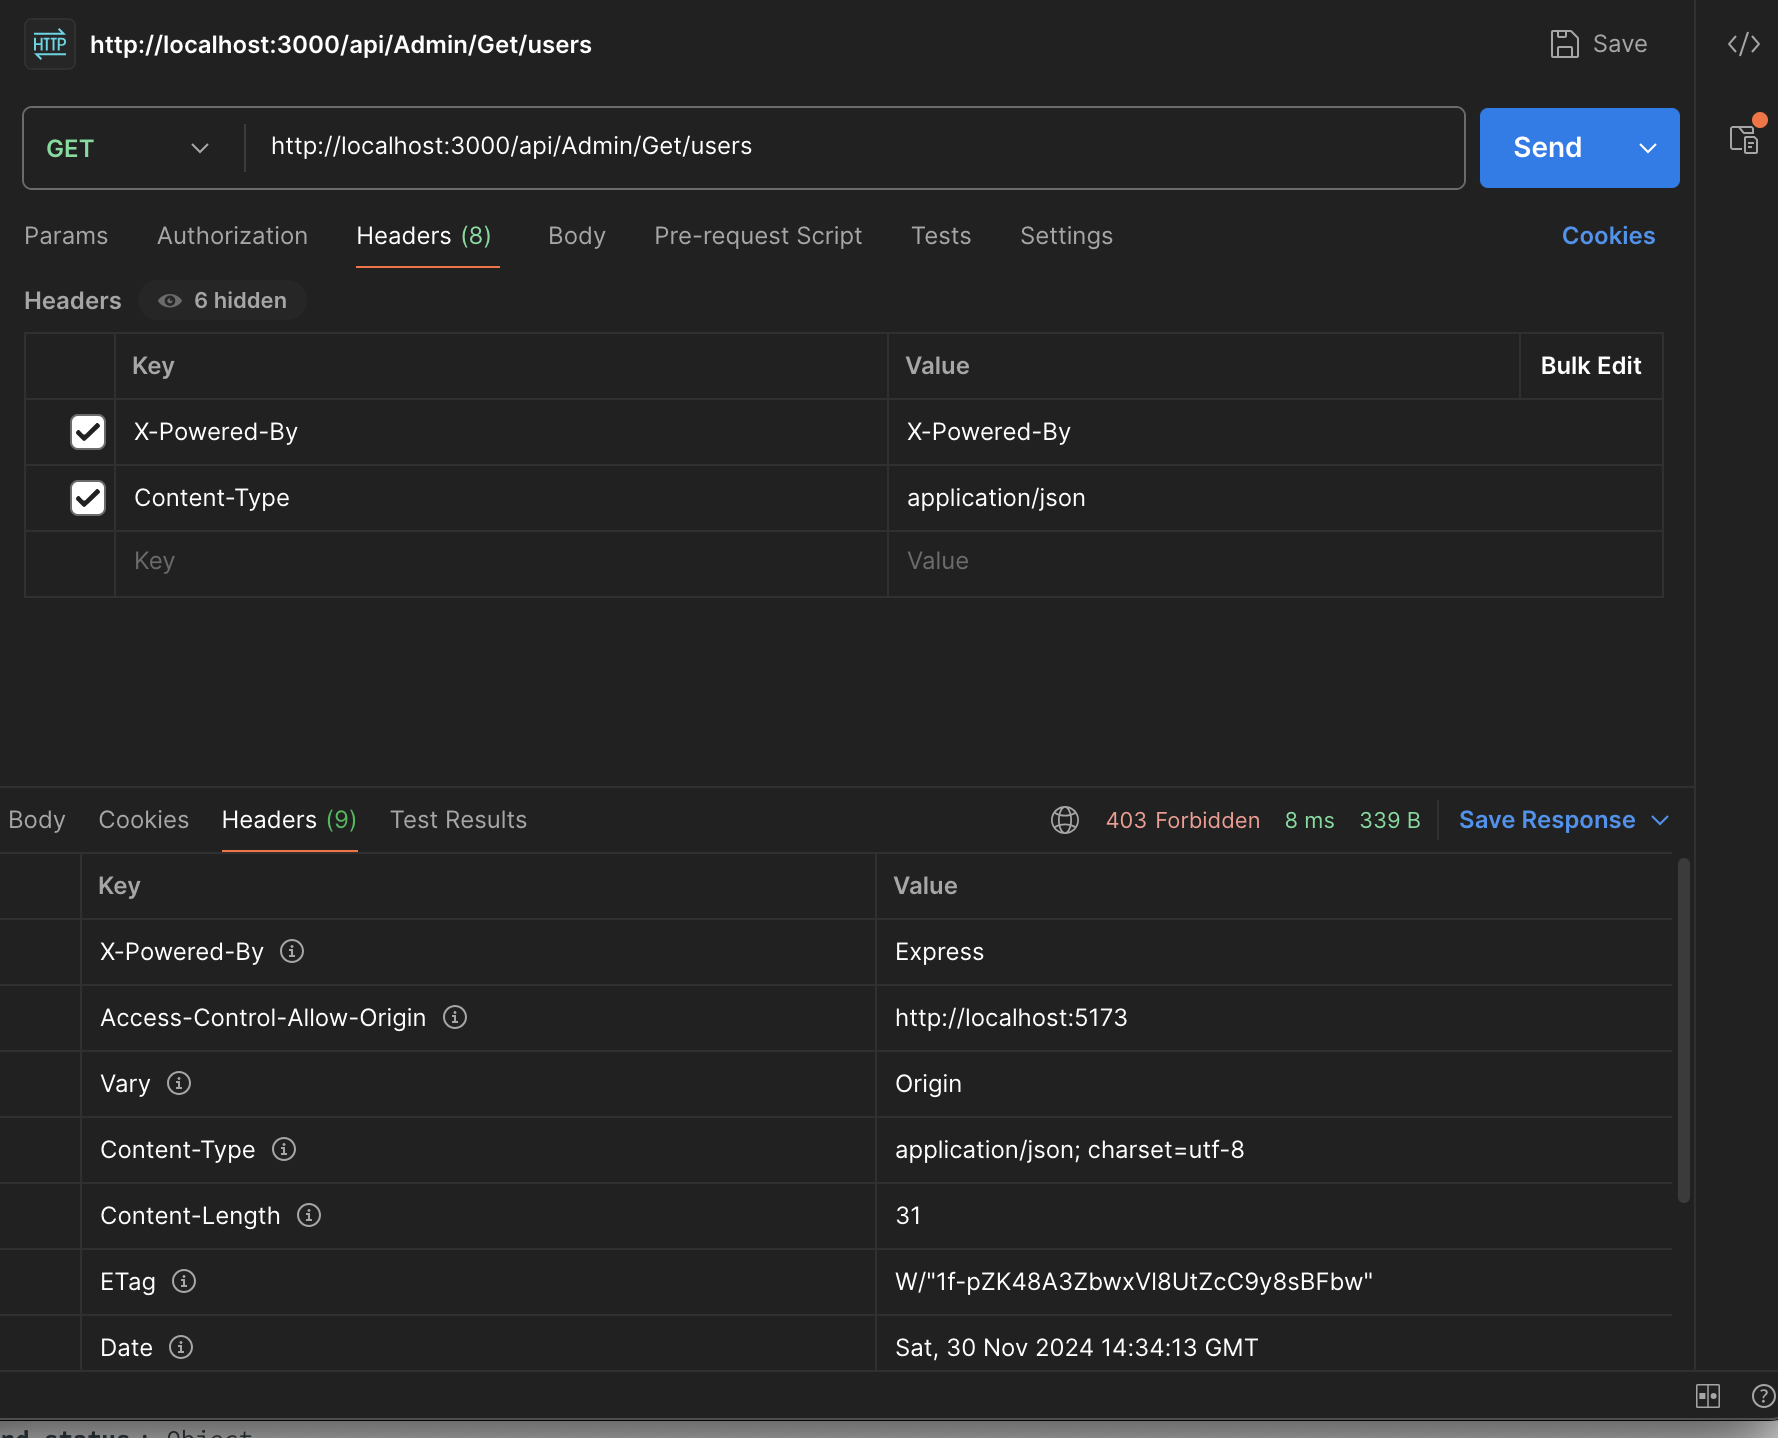 HTTP http://localhost:3000/api/Admin/Get/users Save
GET http://localhost:3000/api/Admin/Get/users Send
Params Authorization Headers (8) Body Pre-request Script Tests Settings Cookies
Headers 6 hidden
Key Value Bulk Edit
X-Powered-By X-Powered-By
Content-Type application/json
Key Value
Body Cookies Headers (9) Test Results 403 Forbidden 8 ms 339 B Save Response
Key Value
X-Powered-By Express
Access-Control-Allow-Origin http://localhost:5173
Vary Origin
Content-Type application/json; charset=utf-8
Content-Length 31
ETag W/"1f-pZK48A3ZbwxVl8UtZcC9y8sBFbw"
Date Sat, 30 Nov 2024 14:34:13 GMT
status: Object